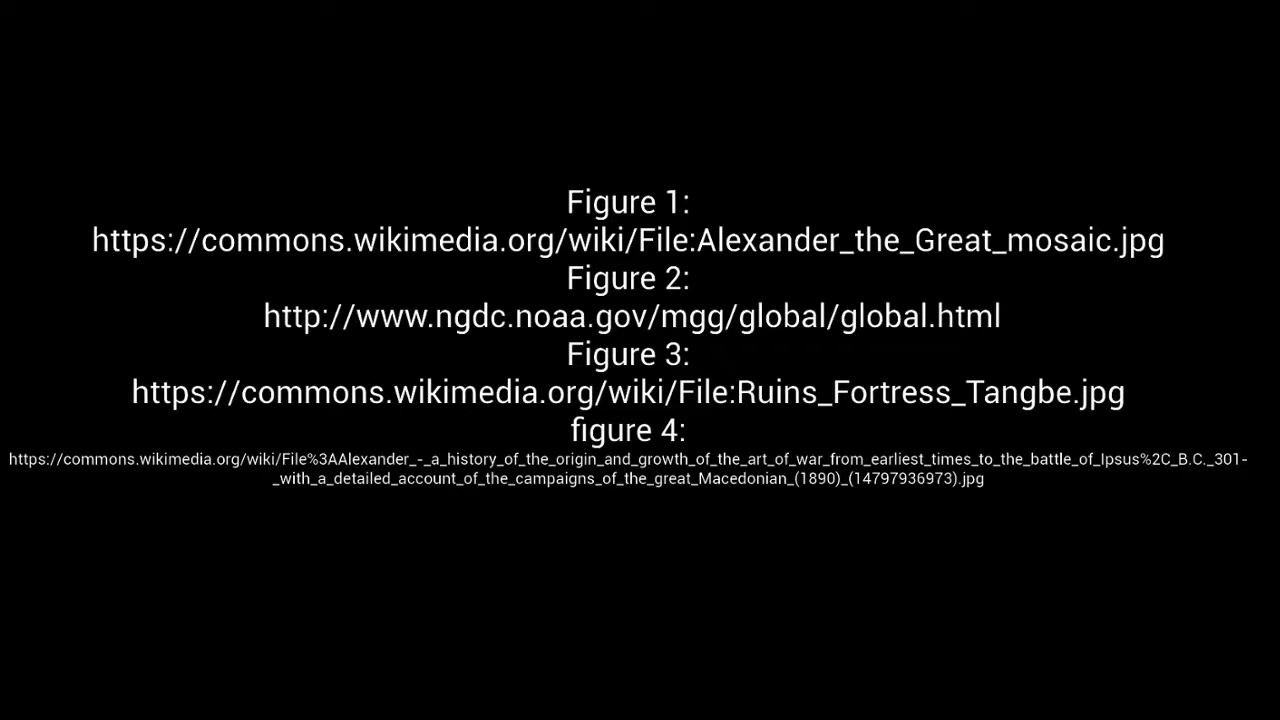 Figure 1:
https://commons.wikimedia.org/wiki/File:Alexander_the_Great_mosaic.jpg
Figure 2:
http://www.ngdc.noaa.gov/mgg/global/global.html
Figure 3:
https://commons.wikimedia.org/wiki/File:Ruins_Fortress_Tangbe.jpg
figure 4:
https://commons.wikimedia.org/wiki/File%3AAlexander_-_a_history_of_the_origin_and_growth_of_the_art_of_war_from_earliest_times_to_the_battle_of_Ipsus%2C_B.C._301-
_with_a_detailed_account_of_the_campaigns_of_the_great_Macedonian_(1890)_(14797936973).jpg